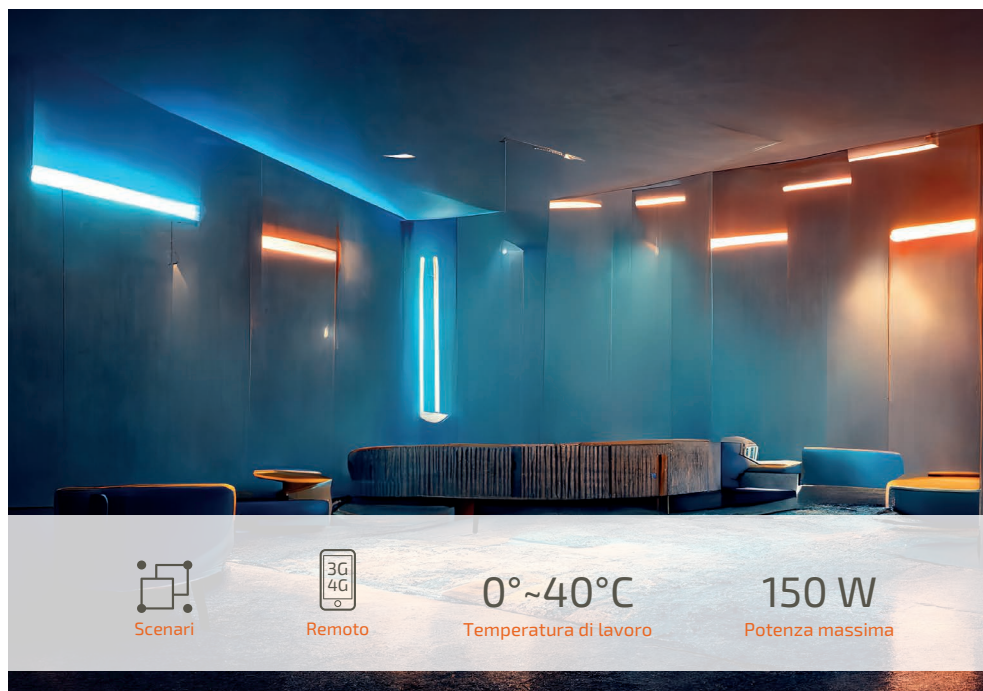 3G
4G
0°~40°C
150 W
Scenari
Remoto
Temperatura di lavoro
Potenza massima